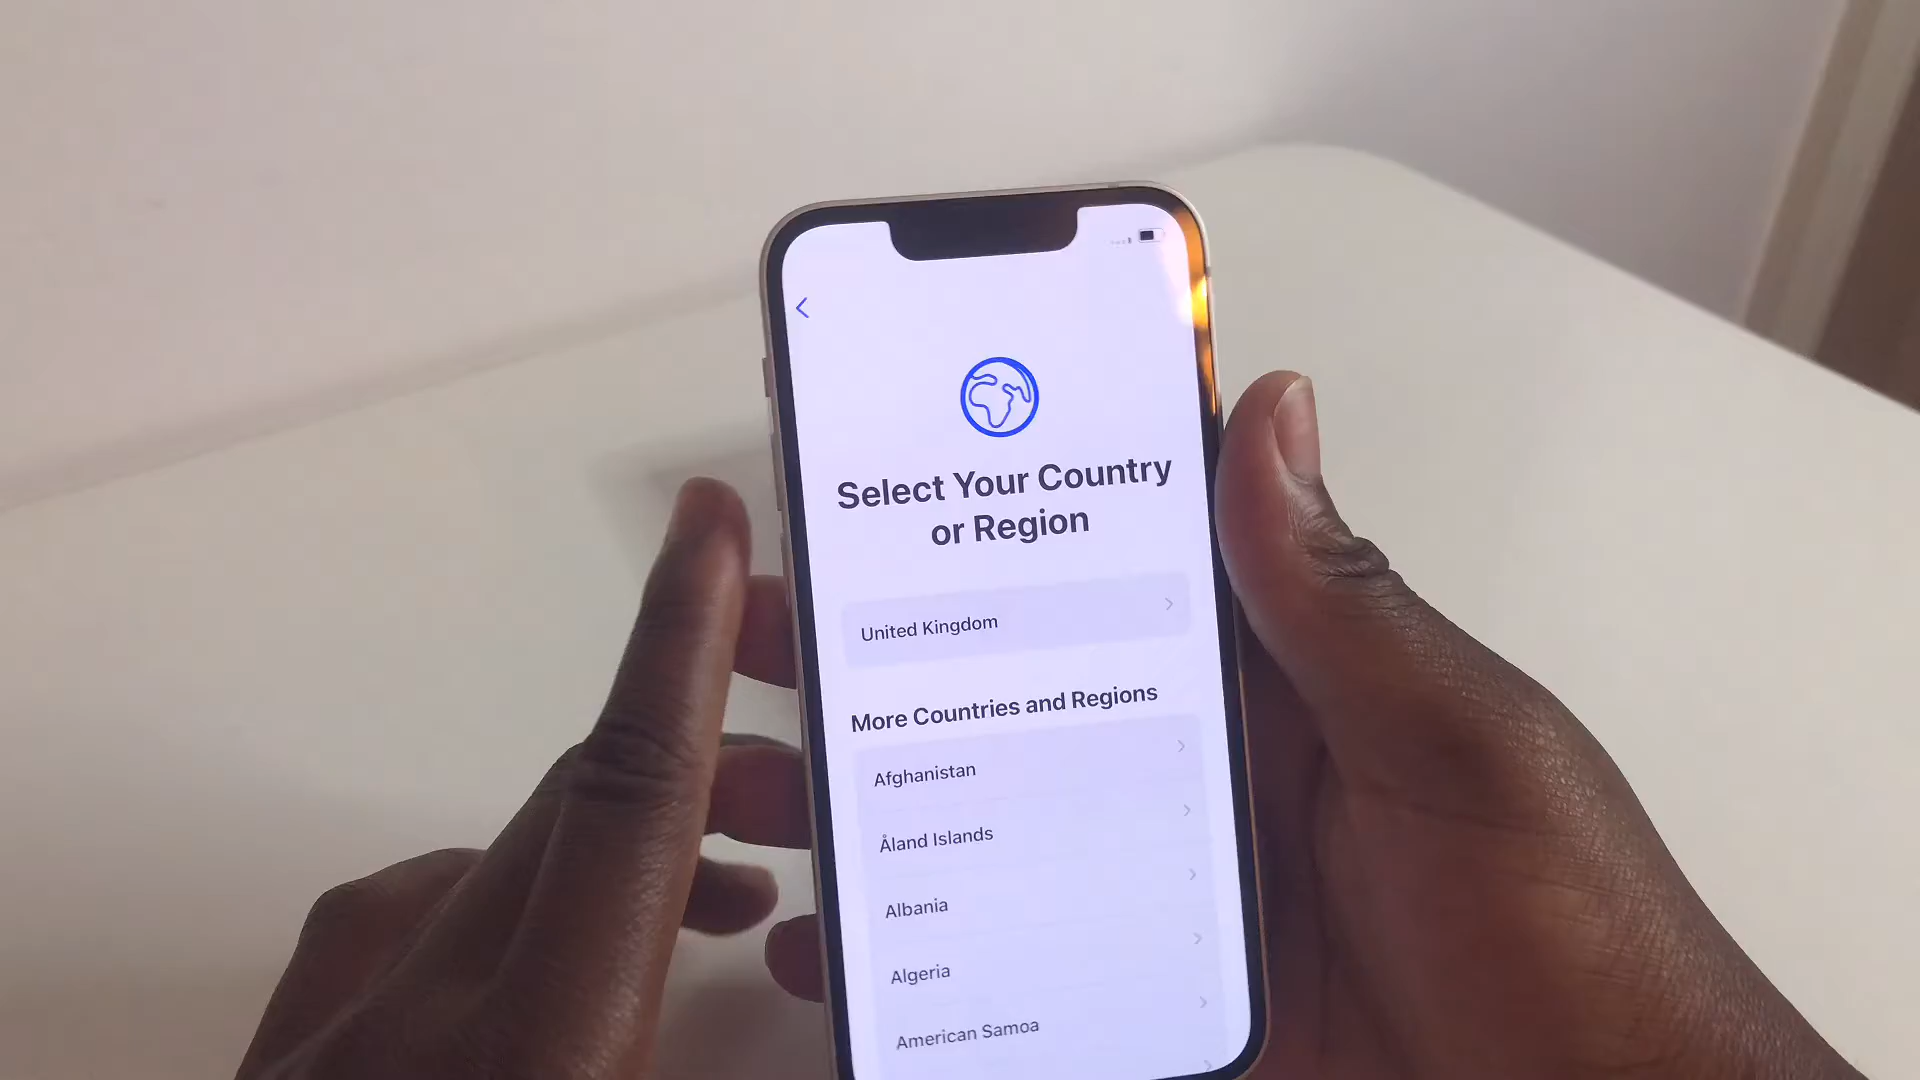 Select Your Country
or Region
United Kingdom
More Countries and Regions
Afghanistan
Åland Islands
Albania
Algeria
American Samoa